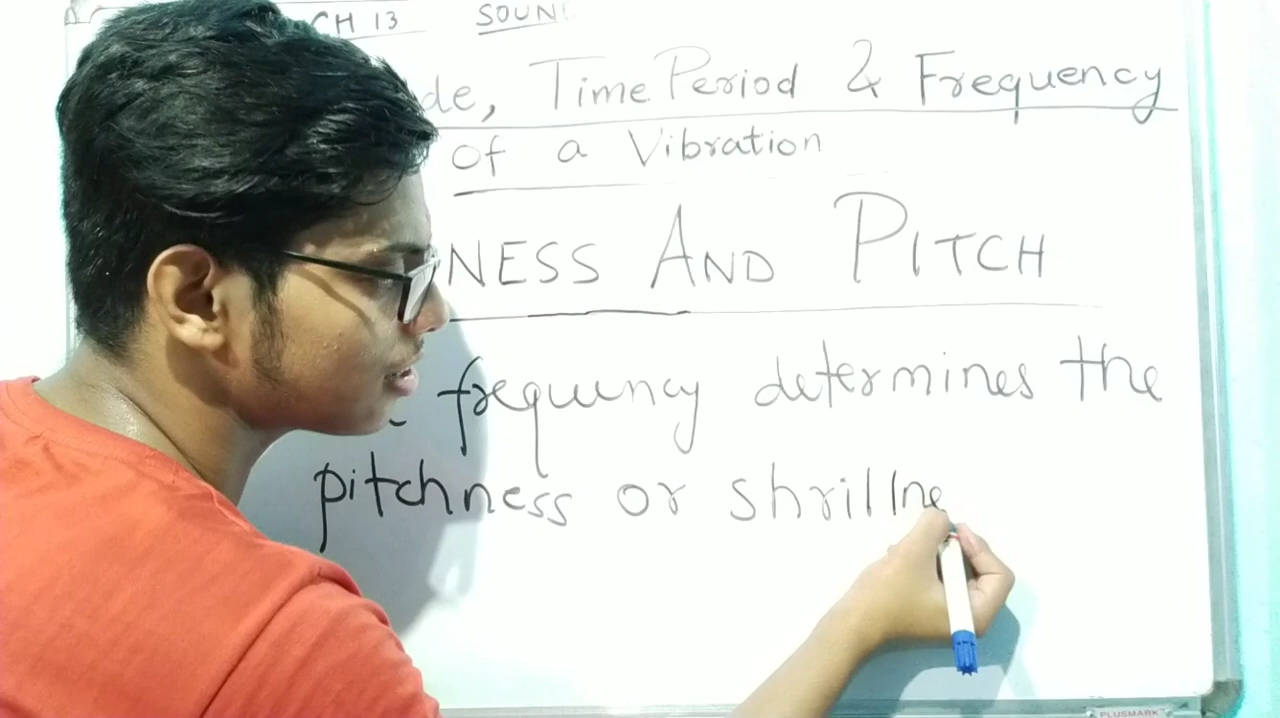 CH 13 SOUN
de, Time Period & Frequency
of a Vibration
NESS AND PITCH
frequency determines the
pitchness or shrillne
PLUSMARK